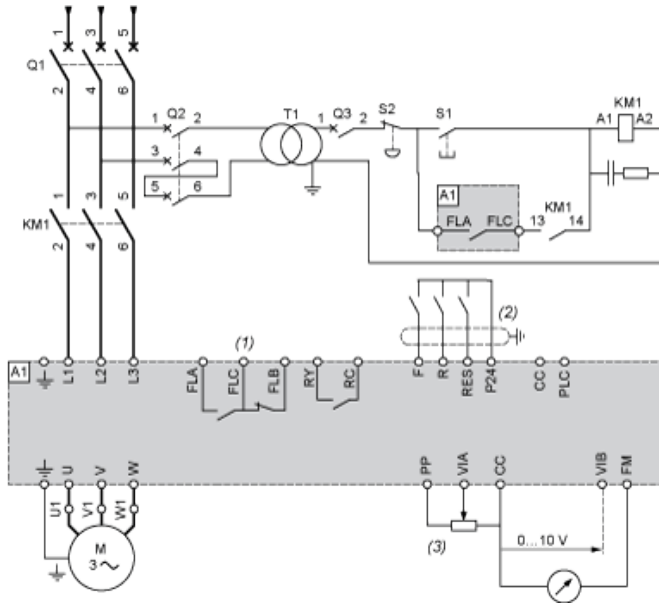 1 3 5
Q1
2 4 6
Q2
1 2
3 4
5 6
T1
1 Q3 2
S2
S1
KM1
A1 A2
A1
FLA FLC
KM1
13 14
1 3 5
KM1
2 4 6
(1)
(2)
A1
L1 L2 L3
FLA FLC FLB RY RC
F R RES P24 CC PLC
U V W
PP VIA CC VIB FM
U1 V1 W1
M
3
(3)
0...10 V